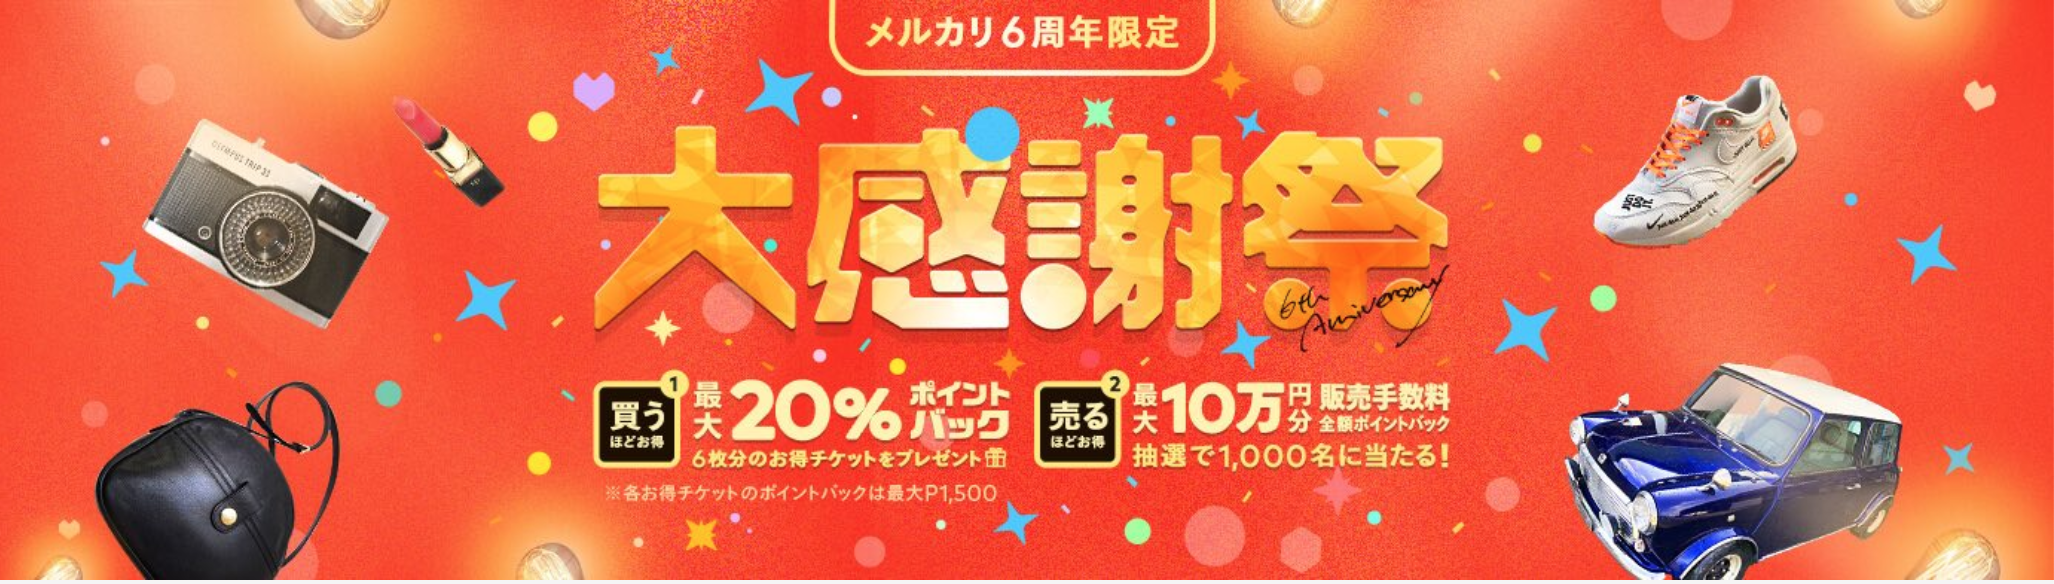 メルカリ6周年限定
大感謝祭
6th
Anniversary
1
買う
ほどお得
最大20%ポイントバック
6枚分のお得チケットをプレゼント
※各お得チケットのポイントバックは最大P1,500
2
売る
ほどお得
最大10万円分 販売手数料
全額ポイントバック
抽選で1,000名に当たる!
OLYMPUS TRIP 35